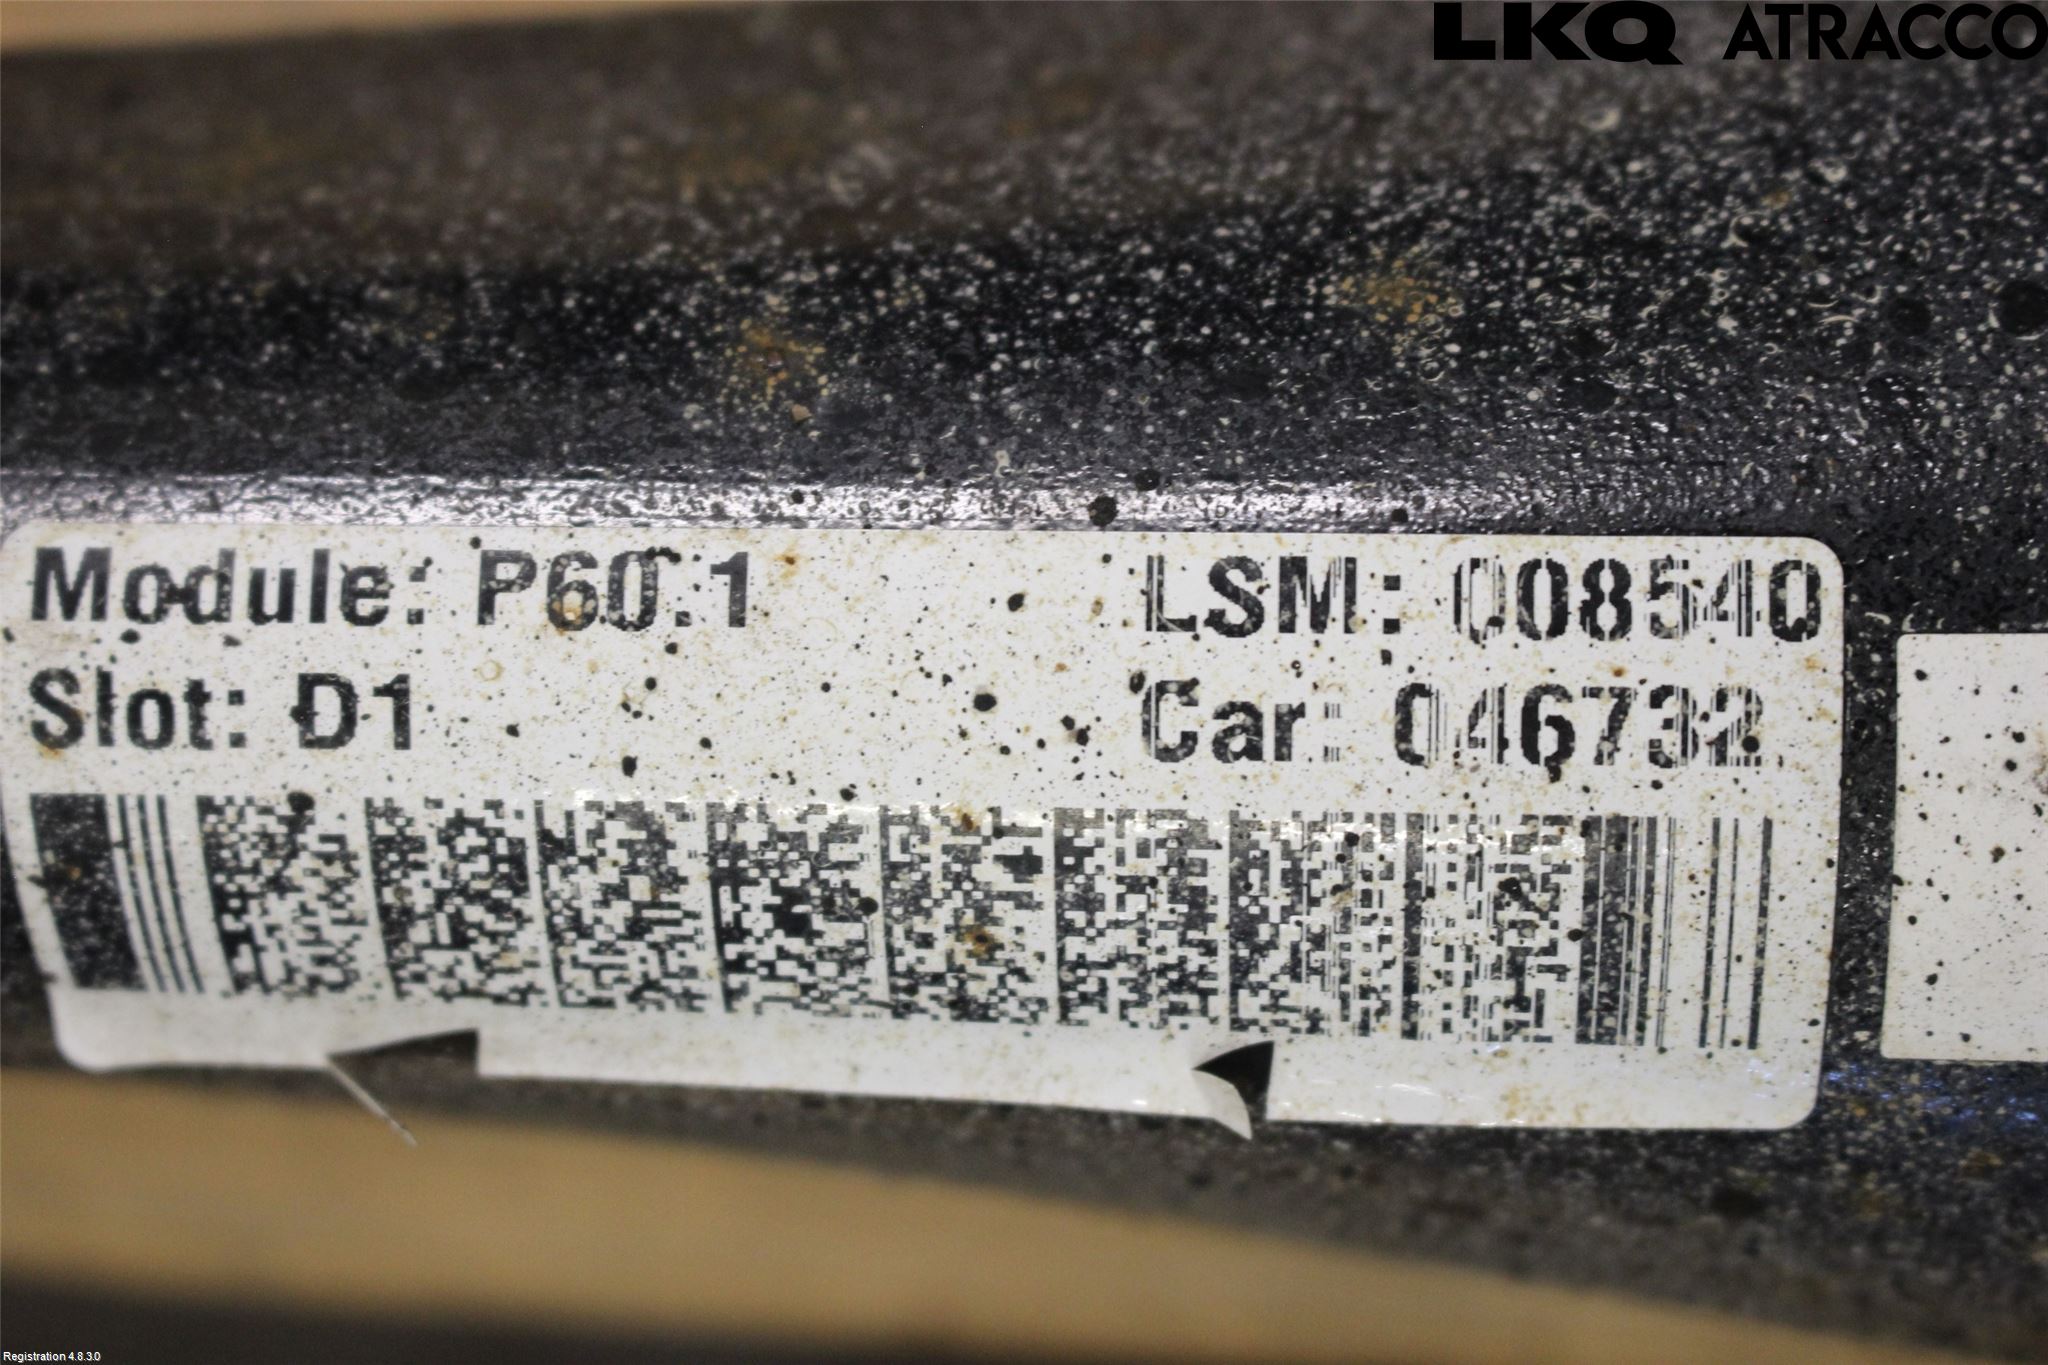 LKQ ATRACCO
Module: P60.1
LSM: 008540
Slot: D1
Car: 046732
Registration 4.8.3.0